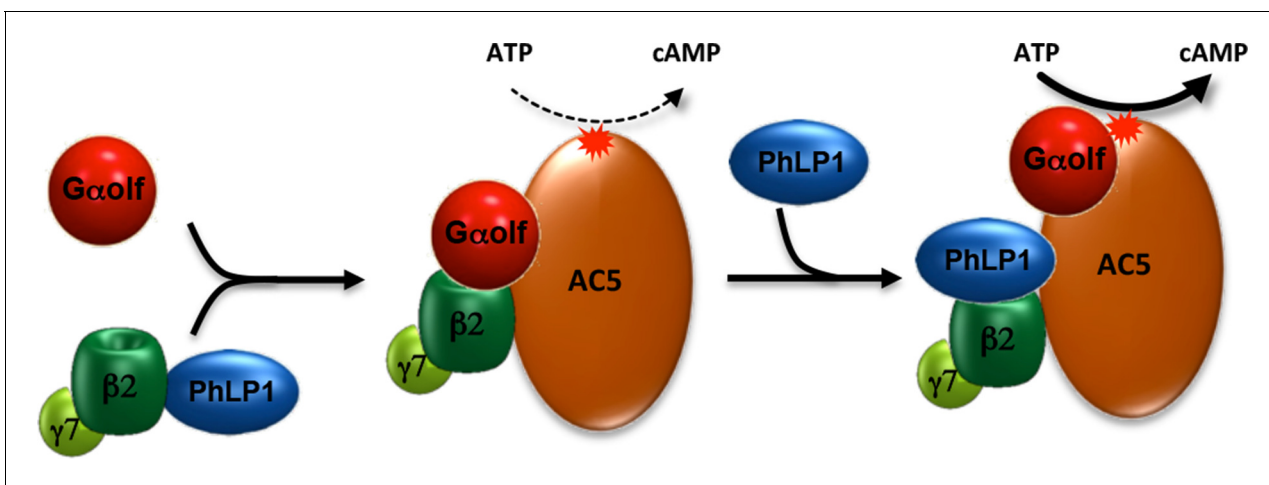 ATP
cAMP
ATP
cAMP
PhLP1
Gαolf
Gαolf
Gαolf
PhLP1
AC5
AC5
β2
β2
γ7
γ7
β2
PhLP1
γ7